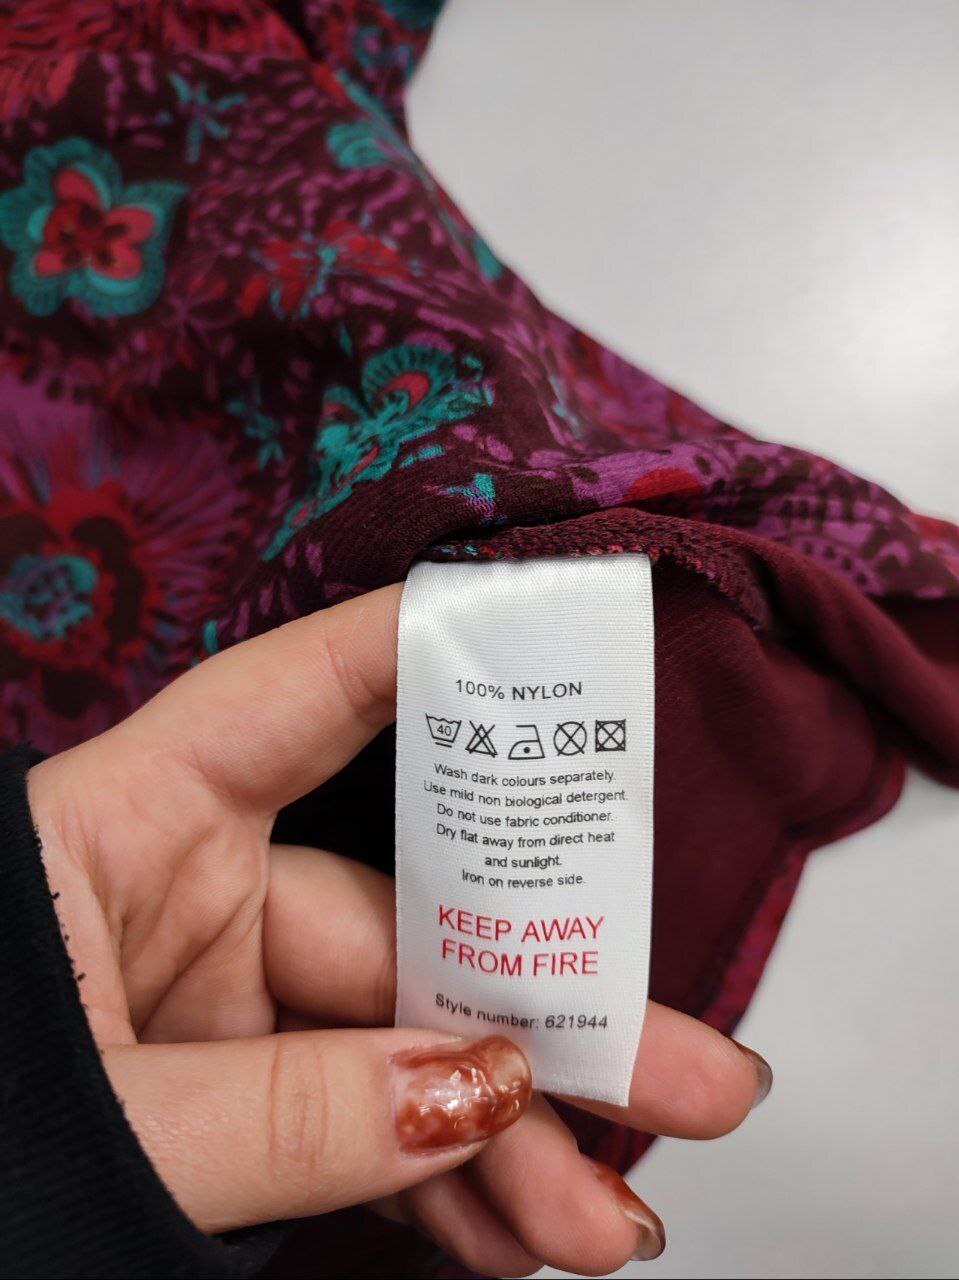 100% NYLON
40
Wash dark colours separately.
Use mild non biological detergent.
Do not use fabric conditioner.
Dry flat away from direct heat
and sunlight.
Iron on reverse side.
KEEP AWAY
FROM FIRE
Style number: 621944